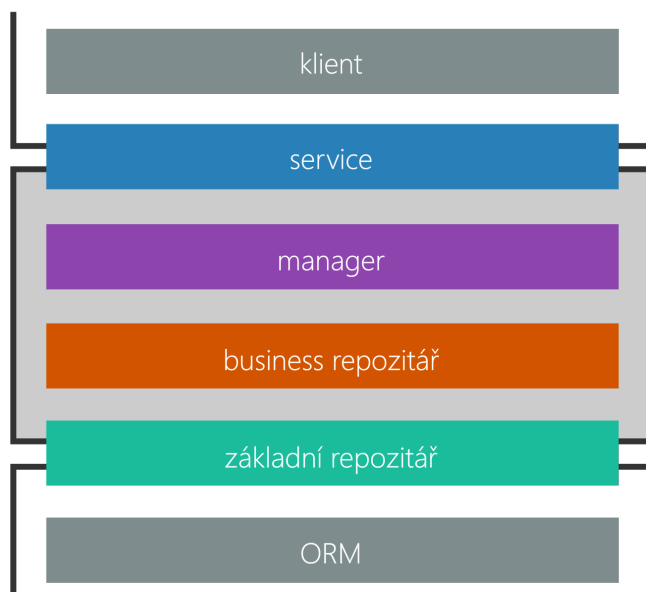 klient
service
manager
business repozitář
základní repozitář
ORM